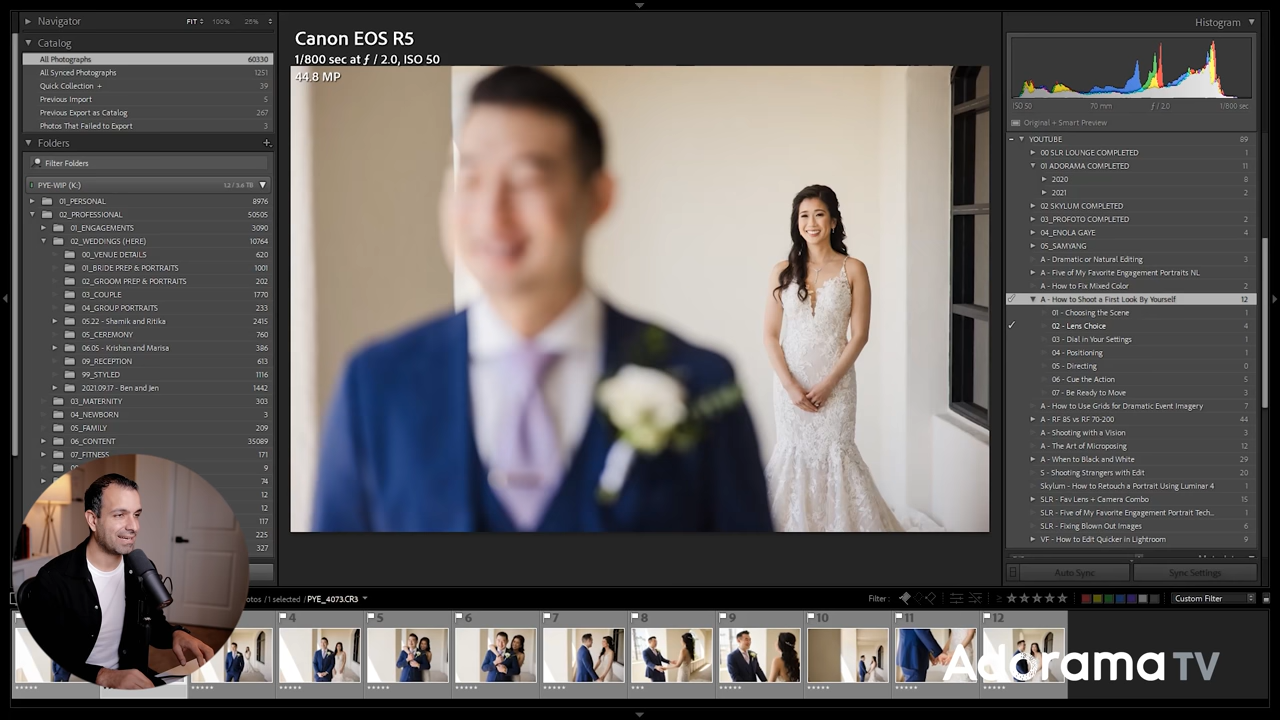 Navigator
FIT 100% 25%
Catalog
All Photographs 60330
All Synced Photographs 1251
Quick Collection + 39
Previous Import 5
Previous Export as Catalog 267
Photos That Failed to Export 3
Folders +
Filter Folders
PYE-WIP (K:) 1.2 / 3.6 TB
01_PERSONAL 8976
02_PROFESSIONAL 50505
01_ENGAGEMENTS 3090
02_WEDDINGS (HERE) 10764
00_VENUE DETAILS 620
01_BRIDE PREP & PORTRAITS 1001
02_GROOM PREP & PORTRAITS 202
03_COUPLE 1770
04_GROUP PORTRAITS 233
05.22 - Shamik and Ritika 2415
05_CEREMONY 760
06.05 - Krishan and Marisa 386
09_RECEPTION 613
99_STYLED 1116
2021.09.17 - Ben and Jen 1442
03_MATERNITY 303
04_NEWBORN 3
05_FAMILY 209
06_CONTENT 35089
07_FITNESS 171
9
74
12
12
117
225
327
Canon EOS R5
1/800 sec at ƒ / 2.0, ISO 50
44.8 MP
Histogram
ISO 50 70 mm ƒ / 2.0 1/800 sec
Original + Smart Preview
YOUTUBE 89
00 SLR LOUNGE COMPLETED 1
01 ADORAMA COMPLETED 11
2020 8
2021 2
02 SKYLUM COMPLETED
03_PROFOTO COMPLETED 2
04_ENOLA GAYE 4
05_SAMYANG
A - Dramatic or Natural Editing 3
A - Five of My Favorite Engagement Portraits NL
A - How to Fix Mixed Color 2
A - How to Shoot a First Look By Yourself 12
01 - Choosing the Scene 1
02 - Lens Choice 4
03 - Dial in Your Settings 1
04 - Positioning 1
05 - Directing 0
06 - Cue the Action 5
07 - Be Ready to Move 3
A - How to Use Grids for Dramatic Event Imagery 7
A - RF 85 vs RF 70-200 44
A - Shooting with a Vision 3
A - The Art of Microposing 12
A - When to Black and White 29
S - Shooting Strangers with Edit 20
Skylum - How to Retouch a Portrait Using Luminar 4 1
SLR - Fav Lens + Camera Combo 15
SLR - Five of My Favorite Engagement Portrait Tech...
SLR - Fixing Blown Out Images 6
VF - How to Edit Quicker in Lightroom 9
Auto Sync Sync Settings
/ 1 selected / PYE_4073.CR3
Filter : Custom Filter
4 5 6 7 8 9 10 11 12
Adorama TV